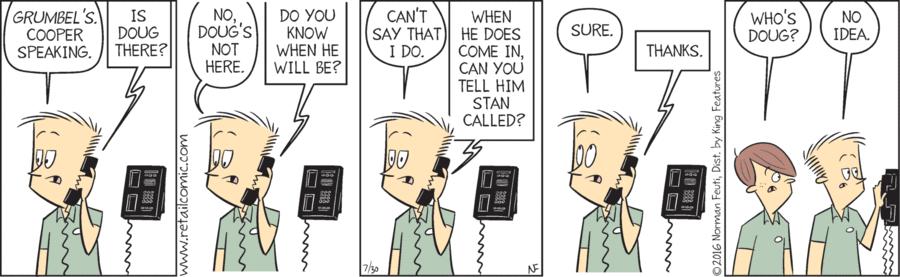 GRUMBEL'S.
COOPER
SPEAKING.
IS
DOUG
THERE?
NO,
DOUG'S
NOT
HERE.
DO YOU
KNOW
WHEN HE
WILL BE?
www.retailcomic.com
CAN'T
SAY THAT
I DO.
WHEN
HE DOES
COME IN,
CAN YOU
TELL HIM
STAN
CALLED?
7/30
NF
SURE.
THANKS.
WHO'S
DOUG?
NO
IDEA.
©2016 Norman Feuti, Dist. by King Features